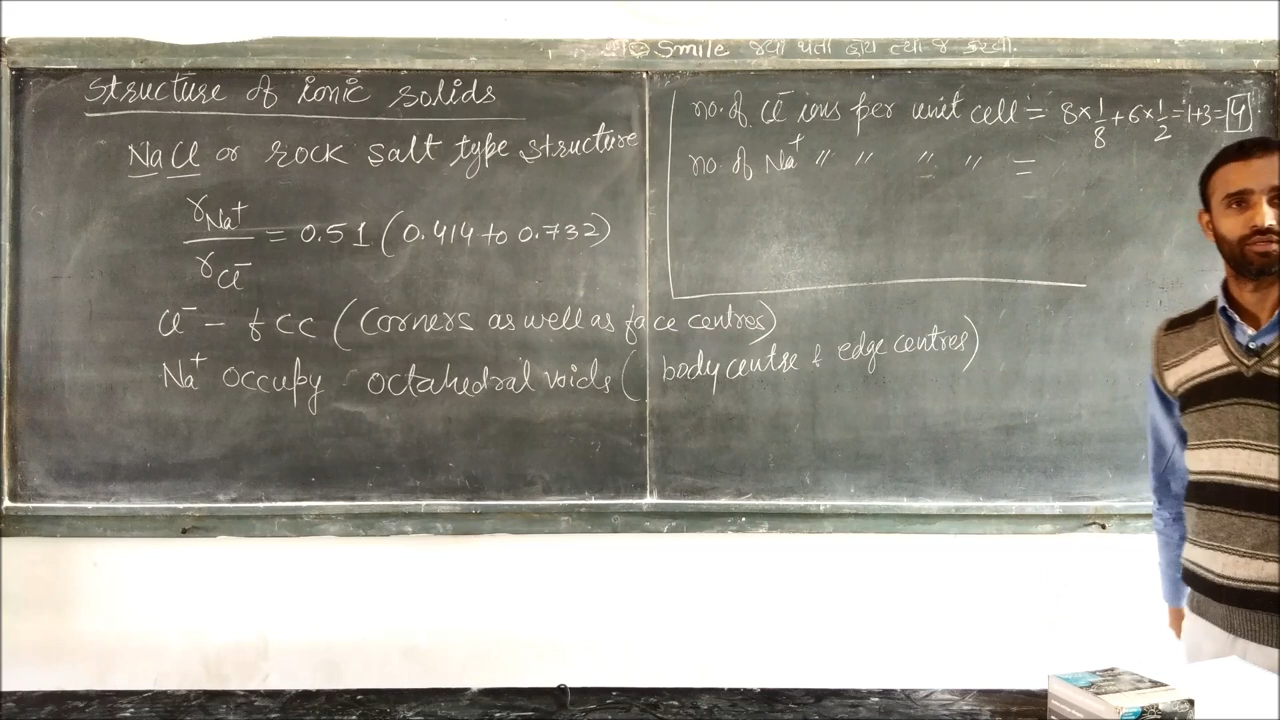 Smile
Structure of ionic solids
NaCl or rock salt type structure
r_Na⁺ / r_Cl⁻ = 0.51 (0.414 to 0.732)
Cl⁻ – fcc (Corners as well as face centres)
Na⁺ occupy octahedral voids ( body centre & edge centres)
no. of Cl⁻ ions per unit cell = 8×1/8 + 6×1/2 = 1+3 = 4
no. of Na⁺ " " " " =